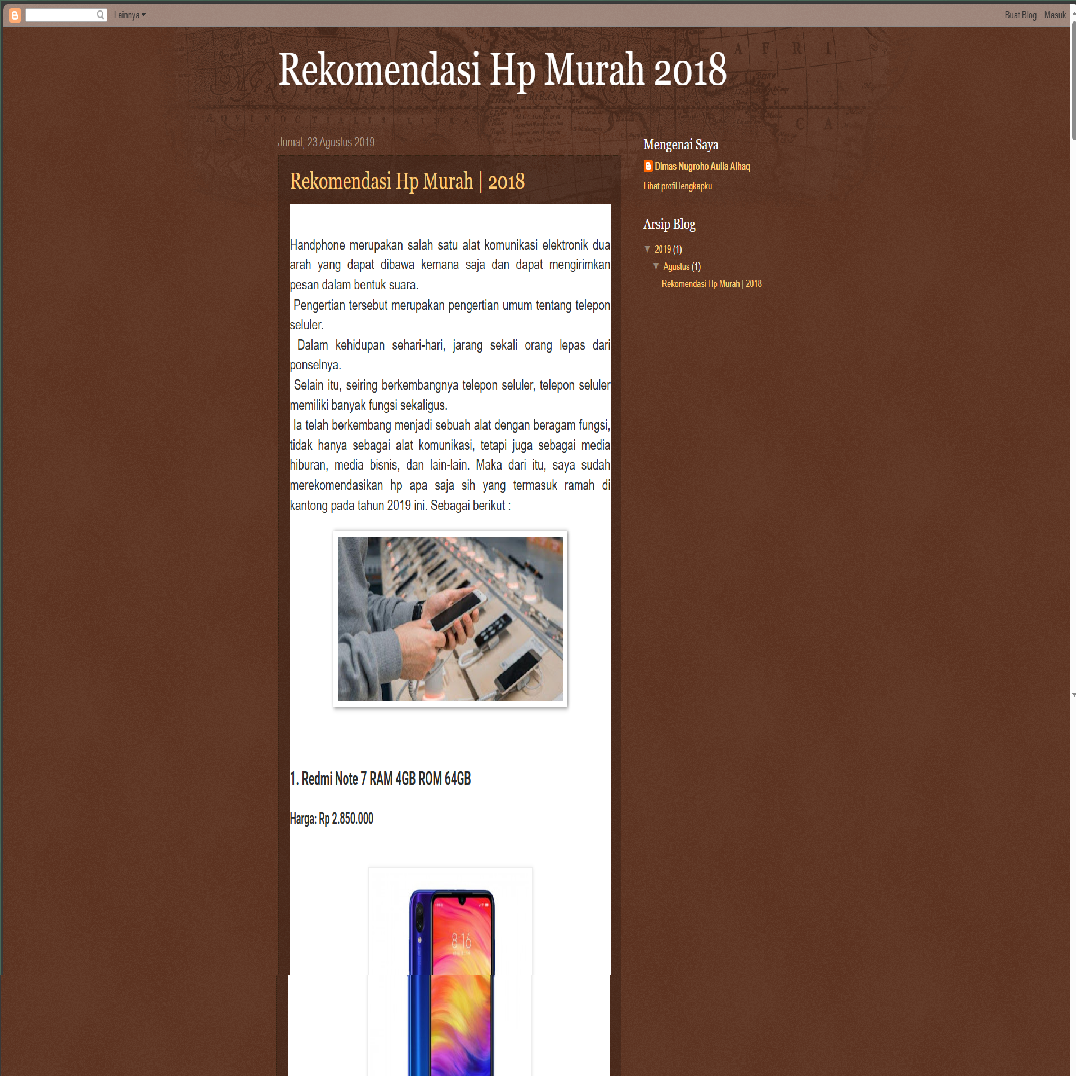 Lainnya
Buat Blog Masuk
Rekomendasi Hp Murah 2018
Jumat, 23 Agustus 2019
Rekomendasi Hp Murah | 2018
Handphone merupakan salah satu alat komunikasi elektronik dua
arah yang dapat dibawa kemana saja dan dapat mengirimkan
pesan dalam bentuk suara.
Pengertian tersebut merupakan pengertian umum tentang telepon
seluler.
Dalam kehidupan sehari-hari, jarang sekali orang lepas dari
ponselnya.
Selain itu, seiring berkembangnya telepon seluler, telepon seluler
memiliki banyak fungsi sekaligus.
Ia telah berkembang menjadi sebuah alat dengan beragam fungsi,
tidak hanya sebagai alat komunikasi, tetapi juga sebagai media
hiburan, media bisnis, dan lain-lain. Maka dari itu, saya sudah
merekomendasikan hp apa saja sih yang termasuk ramah di
kantong pada tahun 2019 ini. Sebagai berikut :
1. Redmi Note 7 RAM 4GB ROM 64GB
Harga: Rp 2.850.000
8:16
Mengenai Saya
Dimas Nugroho Aulia Alhaq
Lihat profil lengkapku
Arsip Blog
▼ 2019 (1)
▼ Agustus (1)
Rekomendasi Hp Murah | 2018